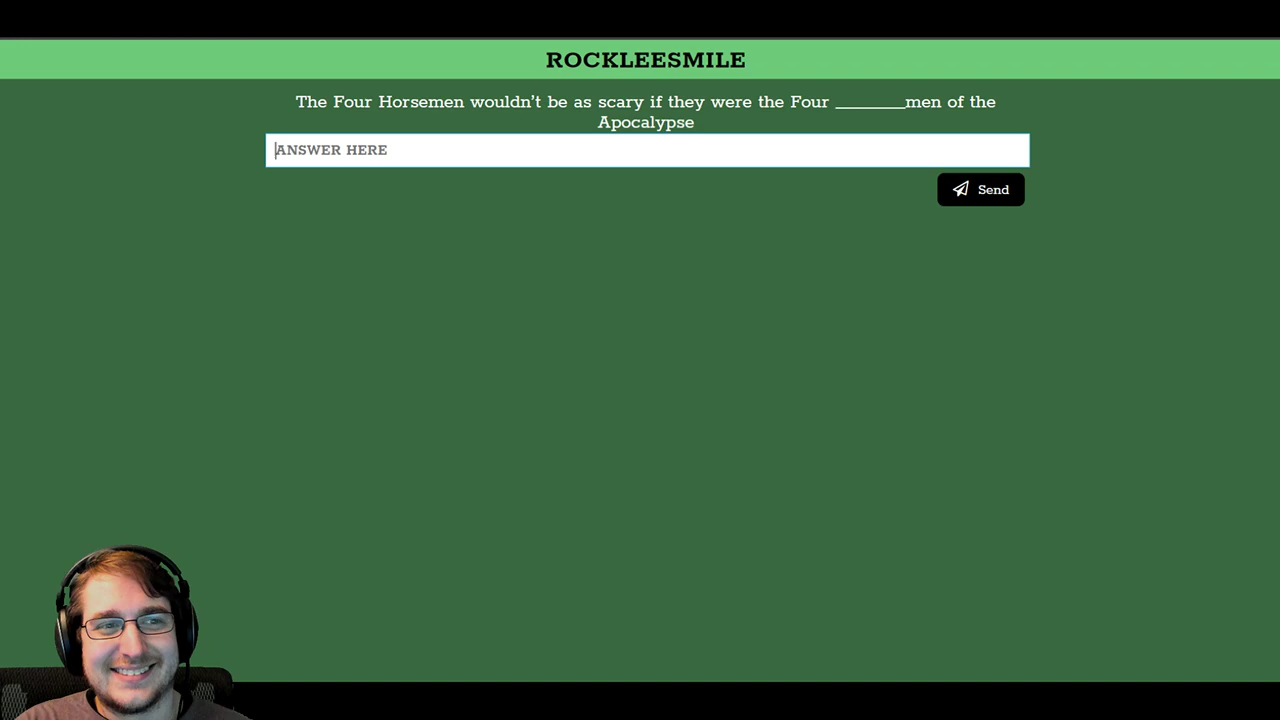 ROCKLEESMILE
The Four Horsemen wouldn't be as scary if they were the Four ________men of the
Apocalypse
ANSWER HERE
Send